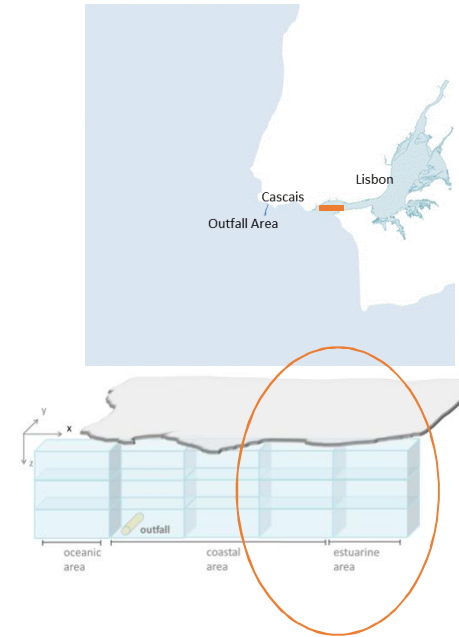 Lisbon
Cascais
Outfall Area
y
x
z
outfall
oceanic
area
coastal
area
estuarine
area